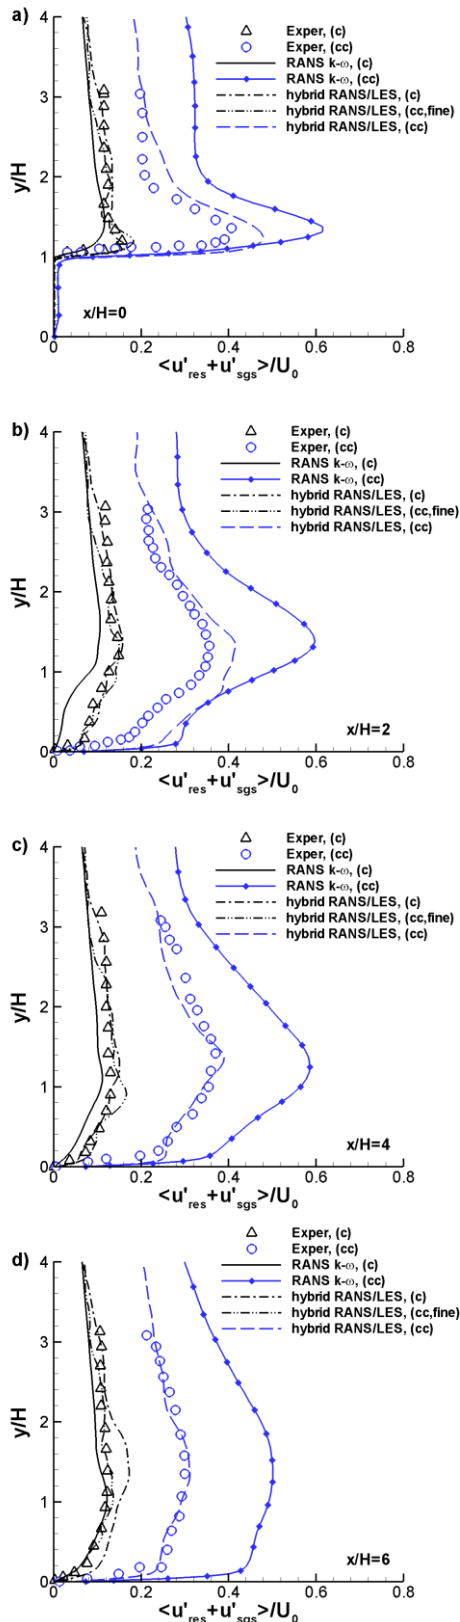 a)
Exper, (c)
Exper, (cc)
RANS k-ω, (c)
RANS k-ω, (cc)
hybrid RANS/LES, (c)
hybrid RANS/LES, (cc,fine)
hybrid RANS/LES, (cc)
y/H
4
3
2
1
0
x/H=0
0 0.2 0.4 0.6 0.8
<u'res+u'sgs>/U0
b)
Exper, (c)
Exper, (cc)
RANS k-ω, (c)
RANS k-ω, (cc)
hybrid RANS/LES, (c)
hybrid RANS/LES, (cc,fine)
hybrid RANS/LES, (cc)
y/H
4
3
2
1
0
x/H=2
0 0.2 0.4 0.6 0.8
<u'res+u'sgs>/U0
c)
Exper, (c)
Exper, (cc)
RANS k-ω, (c)
RANS k-ω, (cc)
hybrid RANS/LES, (c)
hybrid RANS/LES, (cc,fine)
hybrid RANS/LES, (cc)
y/H
4
3
2
1
0
x/H=4
0 0.2 0.4 0.6 0.8
<u'res+u'sgs>/U0
d)
Exper, (c)
Exper, (cc)
RANS k-ω, (c)
RANS k-ω, (cc)
hybrid RANS/LES, (c)
hybrid RANS/LES, (cc,fine)
hybrid RANS/LES, (cc)
y/H
4
3
2
1
0
x/H=6
0 0.2 0.4 0.6 0.8
<u'res+u'sgs>/U0